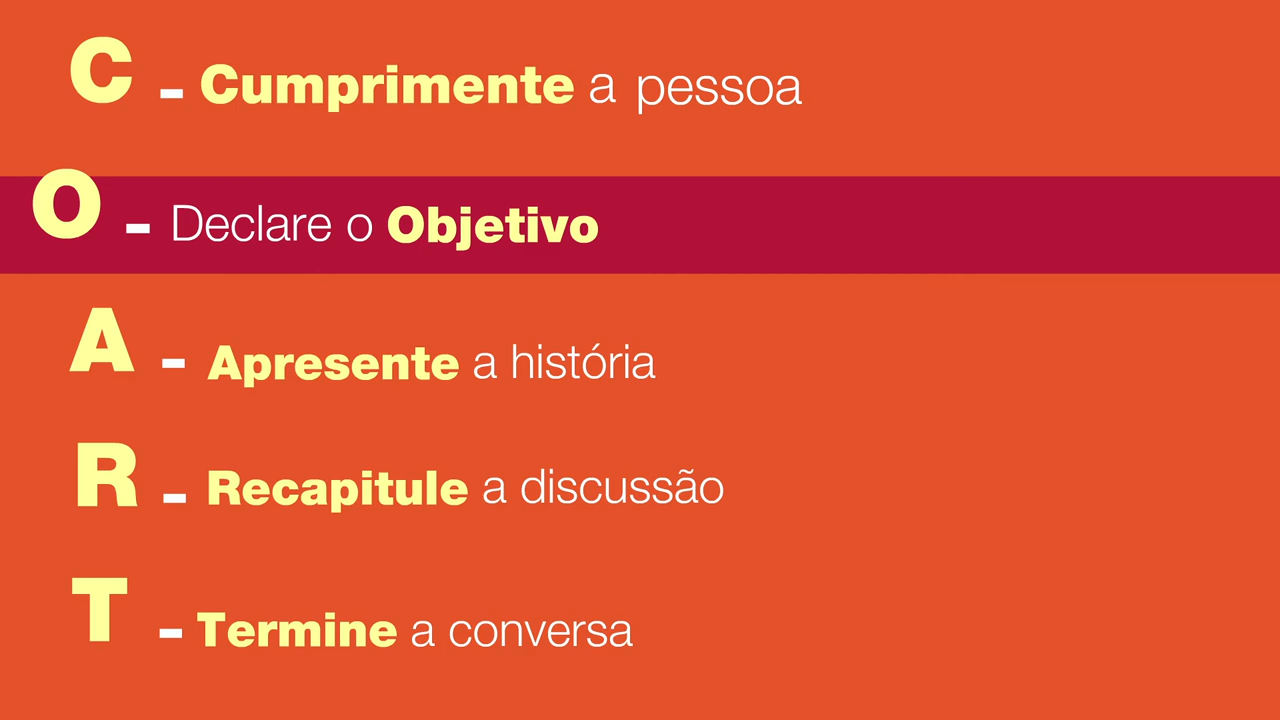 C - Cumprimente a pessoa
O - Declare o Objetivo
A - Apresente a história
R - Recapitule a discussão
T - Termine a conversa